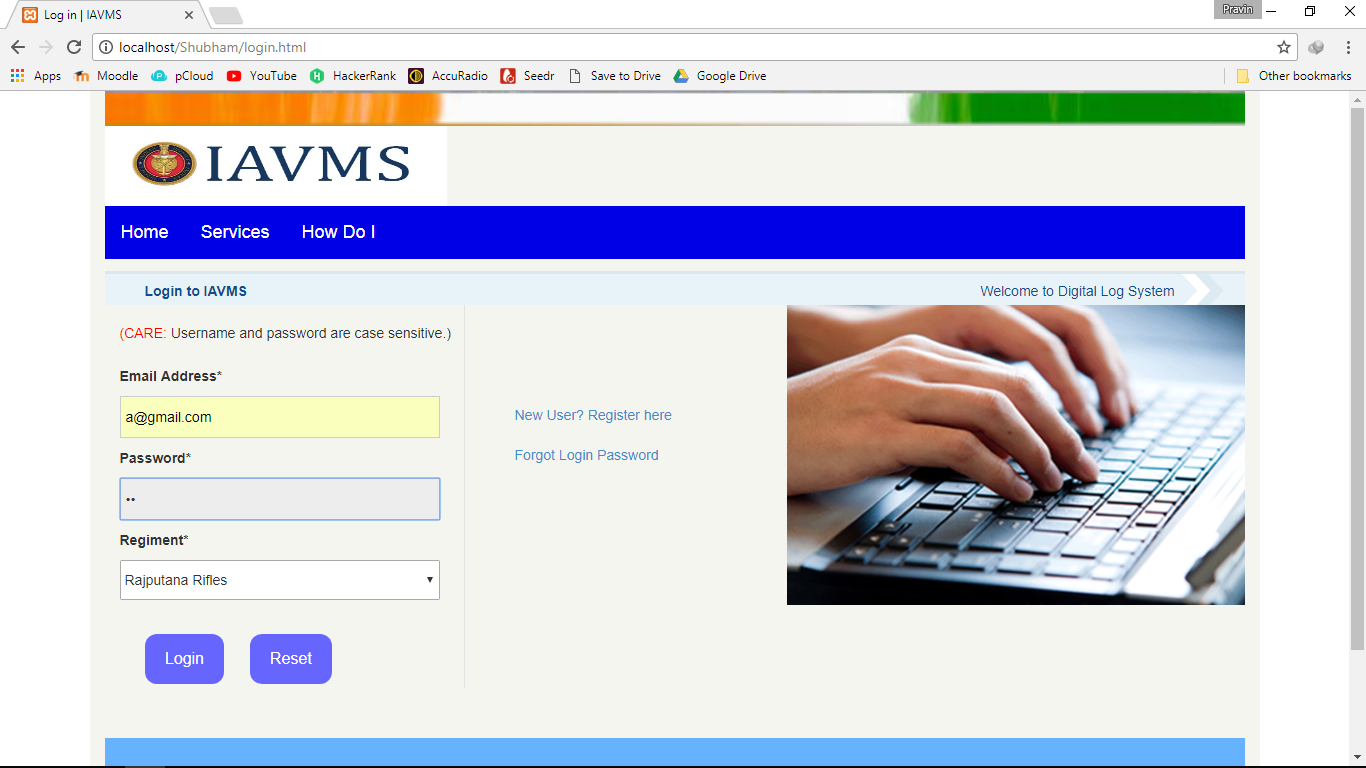 Log in | IAVMS
Pravin
localhost/Shubham/login.html
Apps Moodle pCloud YouTube HackerRank AccuRadio Seedr Save to Drive Google Drive Other bookmarks
IAVMS
Home Services How Do I
Login to IAVMS Welcome to Digital Log System
(CARE: Username and password are case sensitive.)
Email Address*
a@gmail.com
New User? Register here
Password*
Forgot Login Password
••
Regiment*
Rajputana Rifles
Login Reset